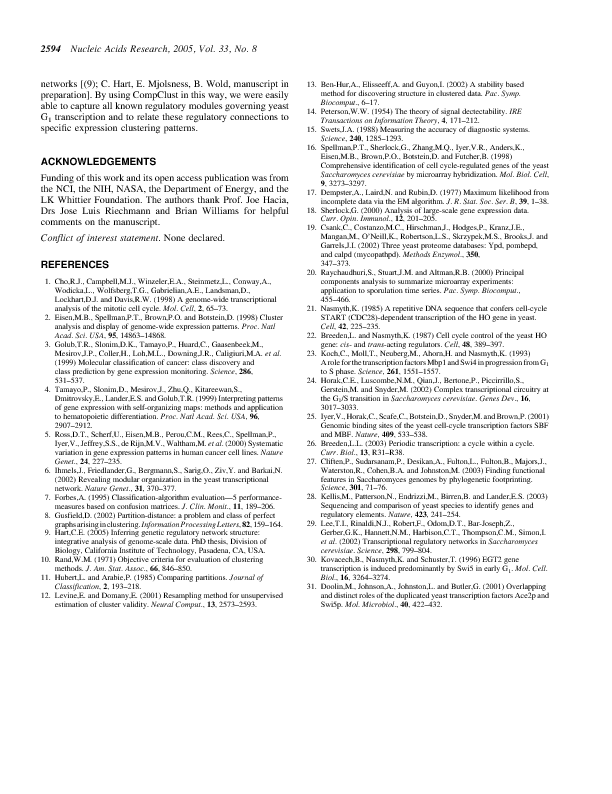 2594 Nucleic Acids Research, 2005, Vol. 33, No. 8
networks [(9); C. Hart, E. Mjolsness, B. Wold, manuscript in
preparation]. By using CompClust in this way, we were easily
able to capture all known regulatory modules governing yeast
G1 transcription and to relate these regulatory connections to
specific expression clustering patterns.
ACKNOWLEDGEMENTS
Funding of this work and its open access publication was from
the NCI, the NIH, NASA, the Department of Energy, and the
LK Whittier Foundation. The authors thank Prof. Joe Hacia,
Drs Jose Luis Riechmann and Brian Williams for helpful
comments on the manuscript.
Conflict of interest statement. None declared.
REFERENCES
1. Cho,R.J., Campbell,M.J., Winzeler,E.A., Steinmetz,L., Conway,A.,
Wodicka,L., Wolfsberg,T.G., Gabrielian,A.E., Landsman,D.,
Lockhart,D.J. and Davis,R.W. (1998) A genome-wide transcriptional
analysis of the mitotic cell cycle. Mol. Cell, 2, 65–73.
2. Eisen,M.B., Spellman,P.T., Brown,P.O. and Botstein,D. (1998) Cluster
analysis and display of genome-wide expression patterns. Proc. Natl
Acad. Sci. USA, 95, 14863–14868.
3. Golub,T.R., Slonim,D.K., Tamayo,P., Huard,C., Gaasenbeek,M.,
Mesirov,J.P., Coller,H., Loh,M.L., Downing,J.R., Caligiuri,M.A. et al.
(1999) Molecular classification of cancer: class discovery and
class prediction by gene expression monitoring. Science, 286,
531–537.
4. Tamayo,P., Slonim,D., Mesirov,J., Zhu,Q., Kitareewan,S.,
Dmitrovsky,E., Lander,E.S. and Golub,T.R. (1999) Interpreting patterns
of gene expression with self-organizing maps: methods and application
to hematopoietic differentiation. Proc. Natl Acad. Sci. USA, 96,
2907–2912.
5. Ross,D.T., Scherf,U., Eisen,M.B., Perou,C.M., Rees,C., Spellman,P.,
Iyer,V., Jeffrey,S.S., de Rijn,M.V., Waltham,M. et al. (2000) Systematic
variation in gene expression patterns in human cancer cell lines. Nature
Genet., 24, 227–235.
6. Ihmels,J., Friedlander,G., Bergmann,S., Sarig,O., Ziv,Y. and Barkai,N.
(2002) Revealing modular organization in the yeast transcriptional
network. Nature Genet., 31, 370–377.
7. Forbes,A. (1995) Classification-algorithm evaluation—5 performance-
measures based on confusion matrices. J. Clin. Monit., 11, 189–206.
8. Gusfield,D. (2002) Partition-distance: a problem and class of perfect
graphs arising in clustering. Information Processing Letters, 82, 159–164.
9. Hart,C.E. (2005) Inferring genetic regulatory network structure:
integrative analysis of genome-scale data. PhD thesis, Division of
Biology, California Institute of Technology, Pasadena, CA, USA.
10. Rand,W.M. (1971) Objective criteria for evaluation of clustering
methods. J. Am. Stat. Assoc., 66, 846–850.
11. Hubert,L. and Arabie,P. (1985) Comparing partitions. Journal of
Classification, 2, 193–218.
12. Levine,E. and Domany,E. (2001) Resampling method for unsupervised
estimation of cluster validity. Neural Comput., 13, 2573–2593.
13. Ben-Hur,A., Elisseeff,A. and Guyon,I. (2002) A stability based
method for discovering structure in clustered data. Pac. Symp.
Biocomput., 6–17.
14. Peterson,W.W. (1954) The theory of signal dectectability. IRE
Transactions on Information Theory, 4, 171–212.
15. Swets,J.A. (1988) Measuring the accuracy of diagnostic systems.
Science, 240, 1285–1293.
16. Spellman,P.T., Sherlock,G., Zhang,M.Q., Iyer,V.R., Anders,K.,
Eisen,M.B., Brown,P.O., Botstein,D. and Futcher,B. (1998)
Comprehensive identification of cell cycle-regulated genes of the yeast
Saccharomyces cerevisiae by microarray hybridization. Mol. Biol. Cell,
9, 3273–3297.
17. Dempster,A., Laird,N. and Rubin,D. (1977) Maximum likelihood from
incomplete data via the EM algorithm. J. R. Stat. Soc. Ser. B, 39, 1–38.
18. Sherlock,G. (2000) Analysis of large-scale gene expression data.
Curr. Opin. Immunol., 12, 201–205.
19. Csank,C., Costanzo,M.C., Hirschman,J., Hodges,P., Kranz,J.E.,
Mangan,M., O'Neill,K., Robertson,L.S., Skrzypek,M.S., Brooks,J. and
Garrels,J.I. (2002) Three yeast proteome databases: Ypd, pombepd,
and calpd (mycopathpd). Methods Enzymol., 350,
347–373.
20. Raychaudhuri,S., Stuart,J.M. and Altman,R.B. (2000) Principal
components analysis to summarize microarray experiments:
application to sporulation time series. Pac. Symp. Biocomput.,
455–466.
21. Nasmyth,K. (1985) A repetitive DNA sequence that confers cell-cycle
START (CDC28)-dependent transcription of the HO gene in yeast.
Cell, 42, 225–235.
22. Breeden,L. and Nasmyth,K. (1987) Cell cycle control of the yeast HO
gene: cis- and trans-acting regulators. Cell, 48, 389–397.
23. Koch,C., Moll,T., Neuberg,M., Ahorn,H. and Nasmyth,K. (1993)
A role for the transcription factors Mbp1 and Swi4 in progression from G1
to S phase. Science, 261, 1551–1557.
24. Horak,C.E., Luscombe,N.M., Qian,J., Bertone,P., Piccirrillo,S.,
Gerstein,M. and Snyder,M. (2002) Complex transcriptional circuitry at
the G1/S transition in Saccharomyces cerevisiae. Genes Dev., 16,
3017–3033.
25. Iyer,V., Horak,C., Scafe,C., Botstein,D., Snyder,M. and Brown,P. (2001)
Genomic binding sites of the yeast cell-cycle transcription factors SBF
and MBF. Nature, 409, 533–538.
26. Breeden,L.L. (2003) Periodic transcription: a cycle within a cycle.
Curr. Biol., 13, R31–R38.
27. Cliften,P., Sudarsanam,P., Desikan,A., Fulton,L., Fulton,B., Majors,J.,
Waterston,R., Cohen,B.A. and Johnston,M. (2003) Finding functional
features in Saccharomyces genomes by phylogenetic footprinting.
Science, 301, 71–76.
28. Kellis,M., Patterson,N., Endrizzi,M., Birren,B. and Lander,E.S. (2003)
Sequencing and comparison of yeast species to identify genes and
regulatory elements. Nature, 423, 241–254.
29. Lee,T.I., Rinaldi,N.J., Robert,F., Odom,D.T., Bar-Joseph,Z.,
Gerber,G.K., Hannett,N.M., Harbison,C.T., Thompson,C.M., Simon,I.
et al. (2002) Transcriptional regulatory networks in Saccharomyces
cerevisiae. Science, 298, 799–804.
30. Kovacech,B., Nasmyth,K. and Schuster,T. (1996) EGT2 gene
transcription is induced predominantly by Swi5 in early G1. Mol. Cell.
Biol., 16, 3264–3274.
31. Doolin,M., Johnson,A., Johnston,L. and Butler,G. (2001) Overlapping
and distinct roles of the duplicated yeast transcription factors Ace2p and
Swi5p. Mol. Microbiol., 40, 422–432.